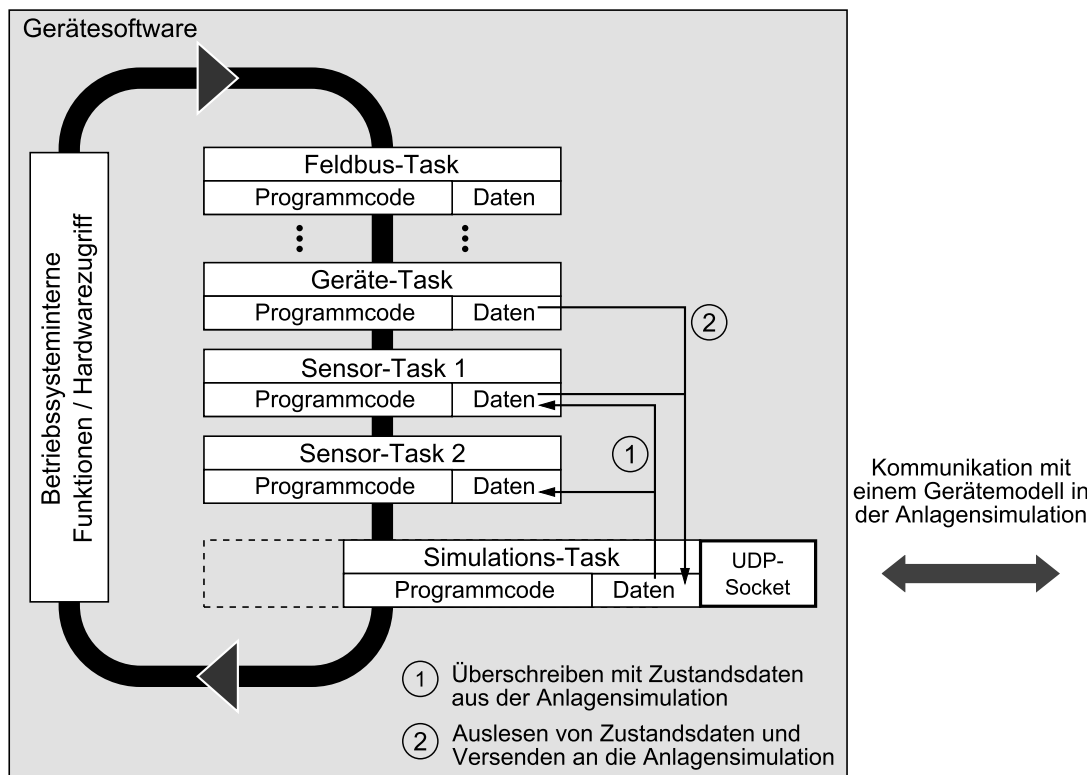 Gerätesoftware
Betriebssysteminterne
Funktionen / Hardwarezugriff
Feldbus-Task
Programmcode Daten
Geräte-Task
Programmcode Daten
2
Sensor-Task 1
Programmcode Daten
1
Sensor-Task 2
Programmcode Daten
Simulations-Task
Programmcode Daten
UDP-
Socket
Kommunikation mit
einem Gerätemodell in
der Anlagensimulation
1 Überschreiben mit Zustandsdaten
aus der Anlagensimulation
2 Auslesen von Zustandsdaten und
Versenden an die Anlagensimulation